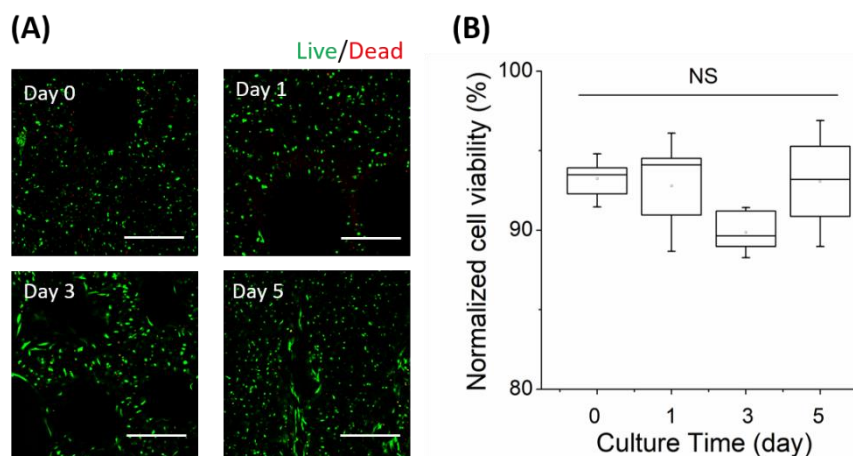 (A)
Live/Dead
Day 0
Day 1
Day 3
Day 5
(B)
Normalized cell viability (%)
100
90
80
NS
0 1 3 5
Culture Time (day)